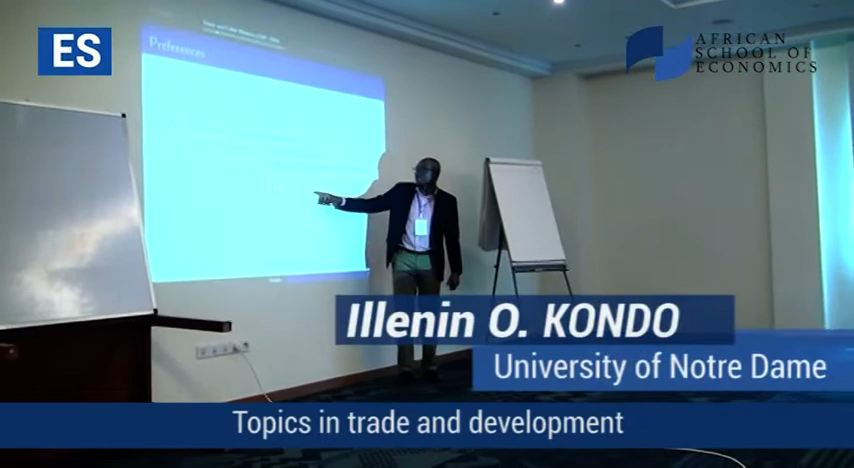 ES
Preferences
AFRICAN
SCHOOL OF
ECONOMICS
Illenin O. KONDO
University of Notre Dame
Topics in trade and development